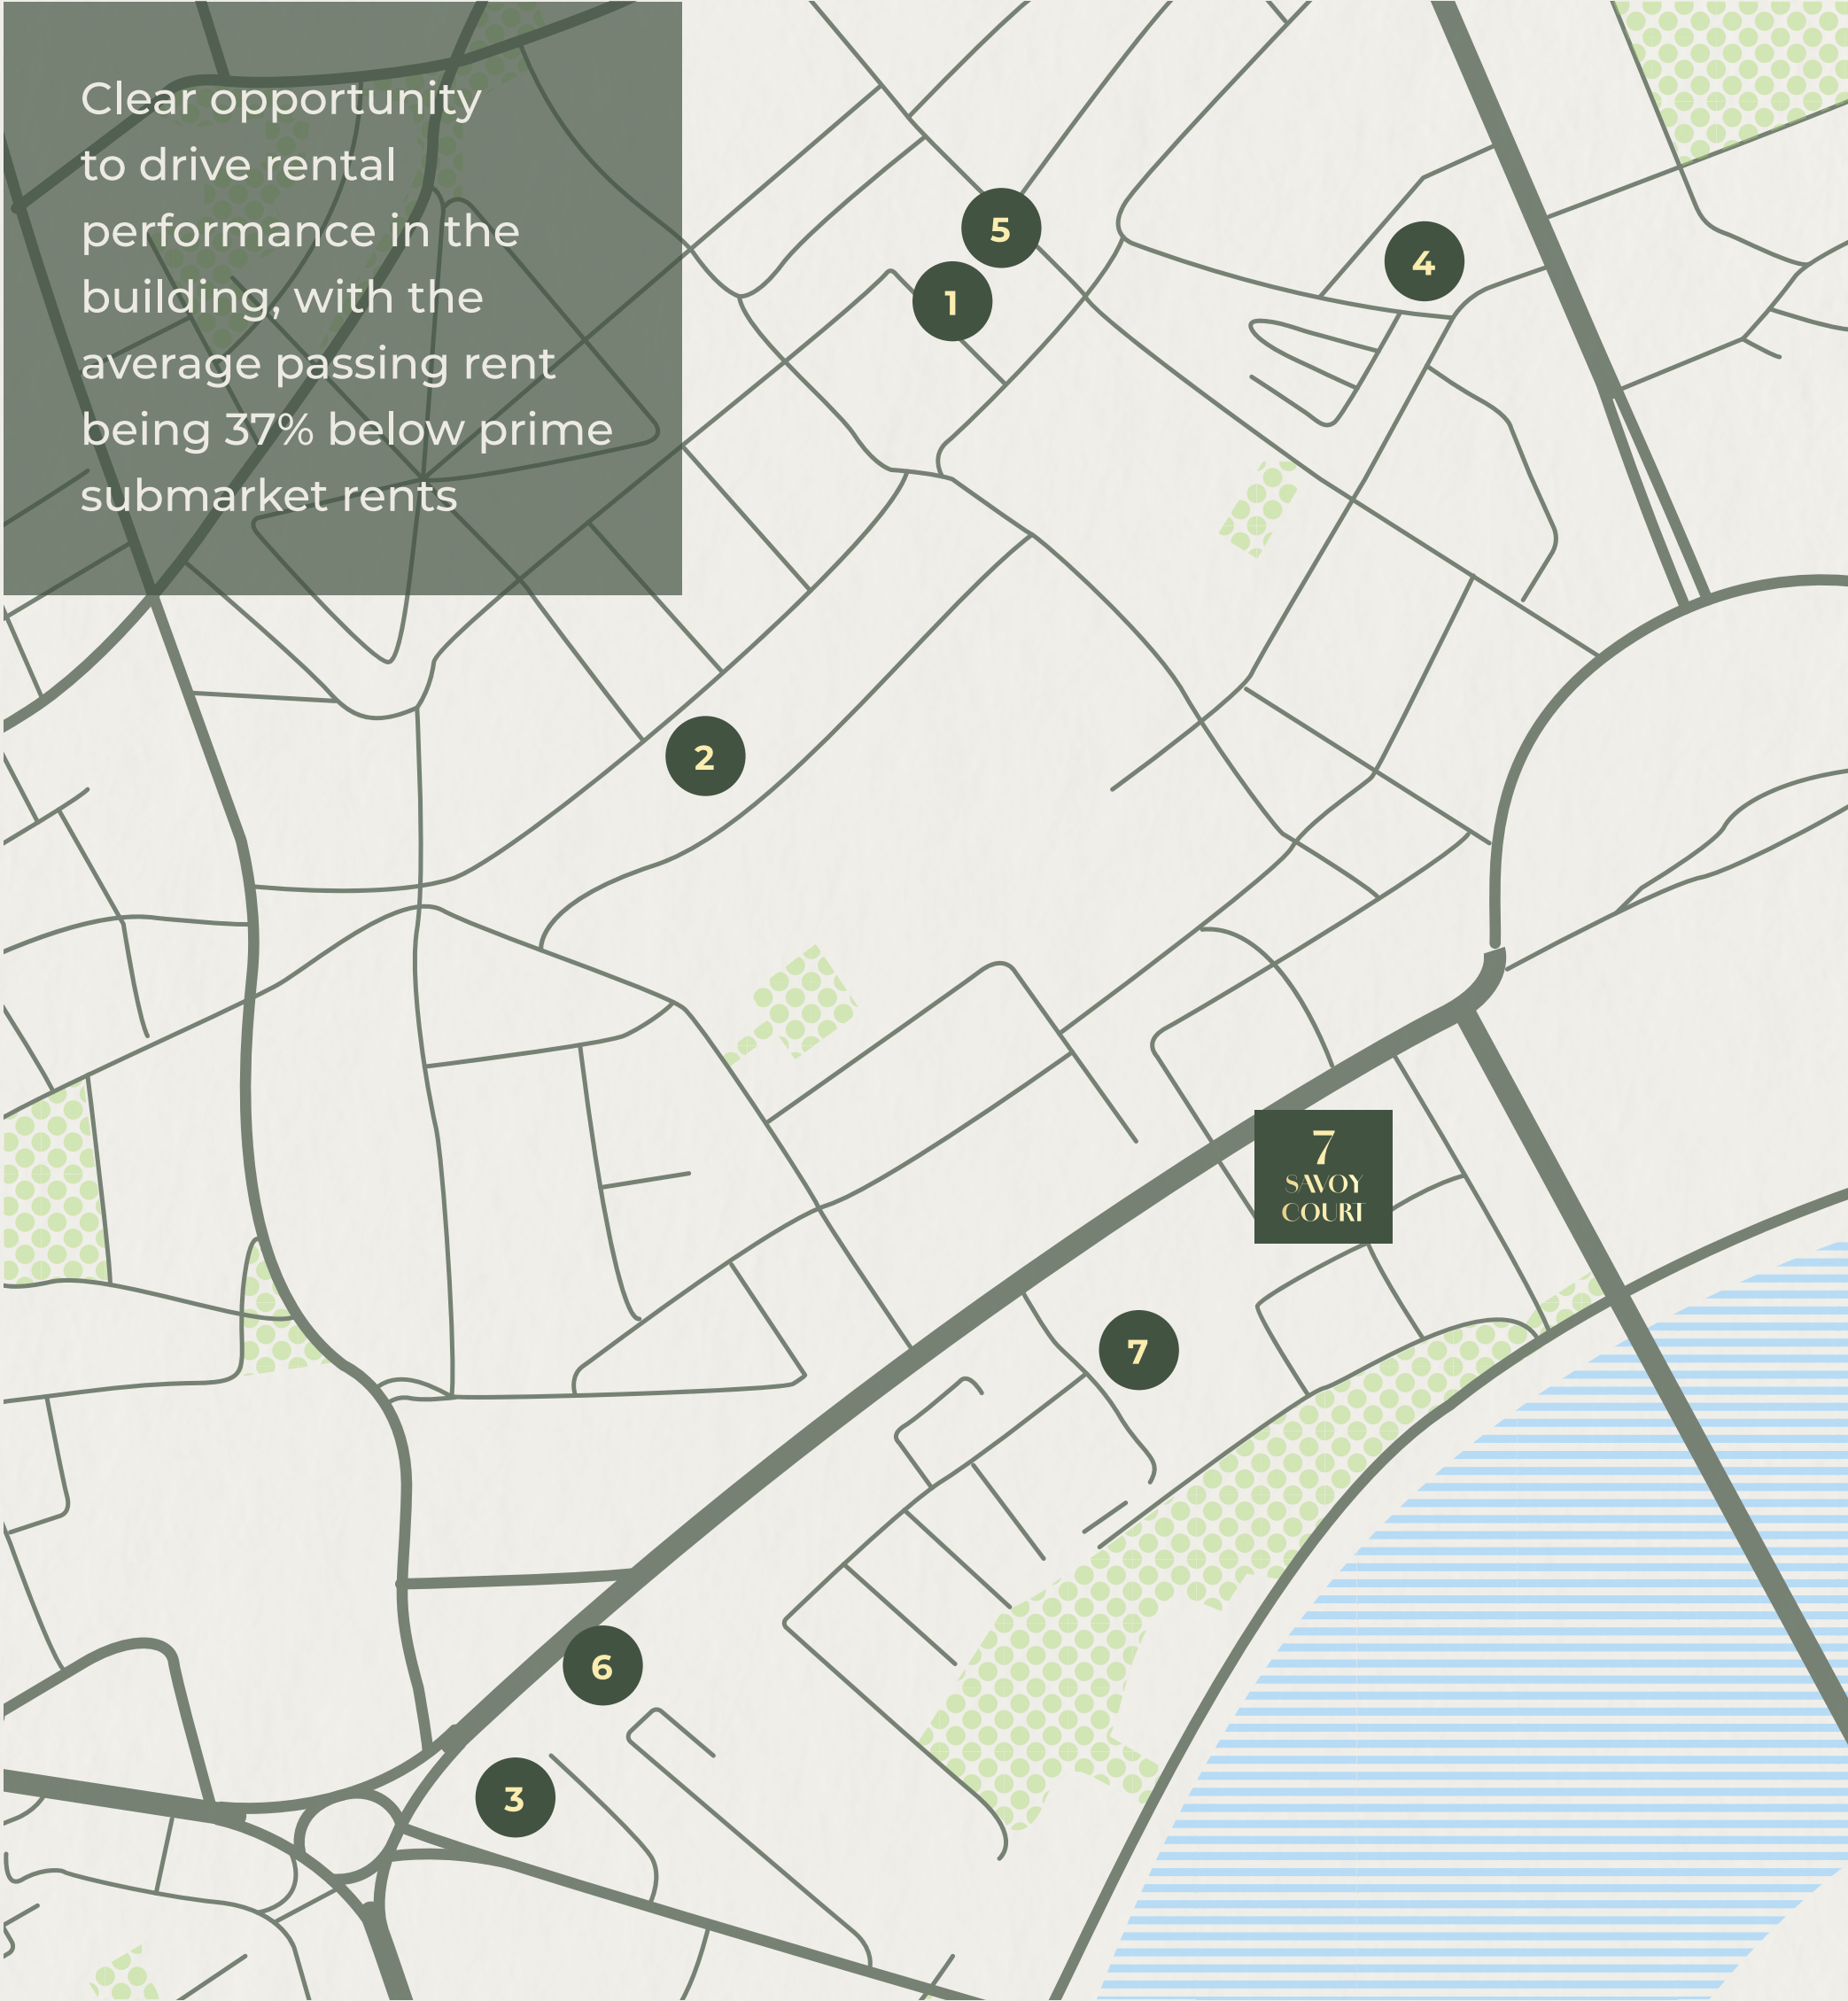 Clear opportunity
to drive rental
performance in the
building, with the
average passing rent
being 37% below prime
submarket rents
5
4
1
2
7
SAVOY
COURT
7
6
3